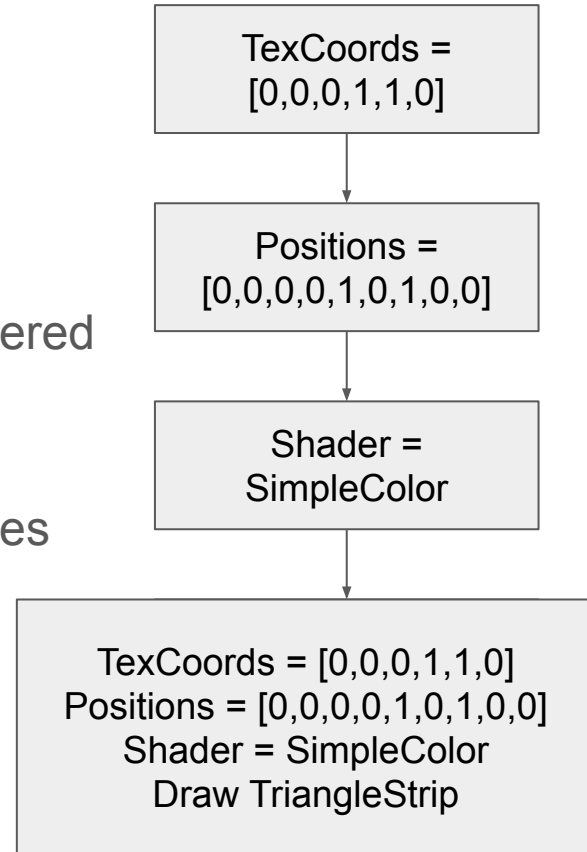 TexCoords =
[0,0,0,1,1,0]
Positions =
[0,0,0,0,1,0,1,0,0]
ered
Shader =
SimpleColor
es
TexCoords = [0,0,0,1,1,0]
Positions = [0,0,0,0,1,0,1,0,0]
Shader = SimpleColor
Draw TriangleStrip